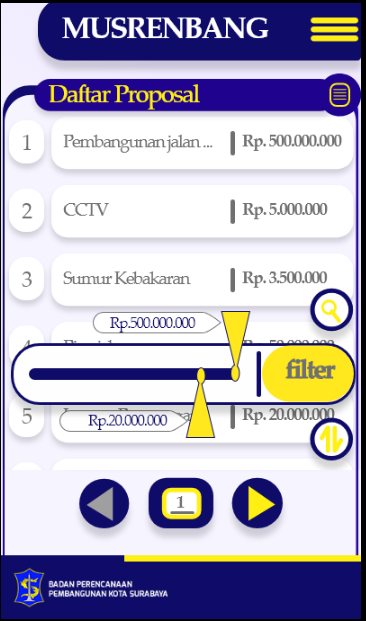 MUSRENBANG
Daftar Proposal
1 Pembangunan jalan ... Rp. 500.000.000
2 CCTV Rp. 5.000.000
3 Sumur Kebakaran Rp. 3.500.000
Rp.500.000.000
filter
5 Rp. 20.000.000
Rp.20.000.000
1
BADAN PERENCANAAN
PEMBANGUNAN KOTA SURABAYA